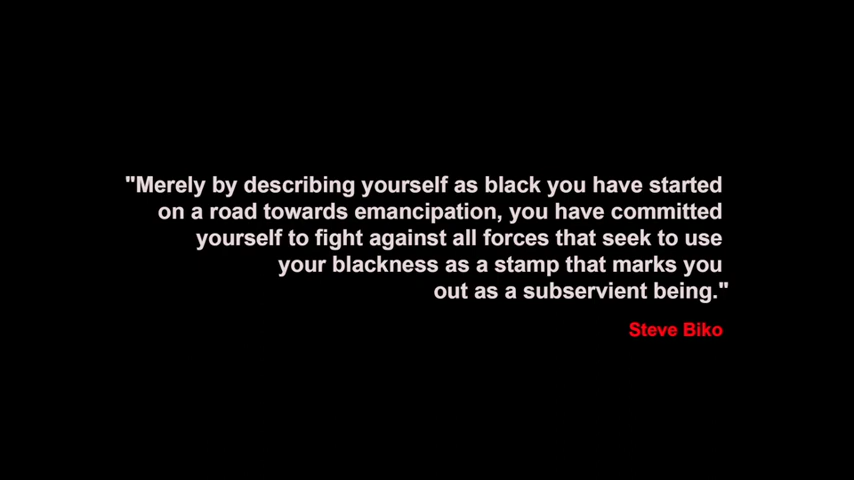 "Merely by describing yourself as black you have started
on a road towards emancipation, you have committed
yourself to fight against all forces that seek to use
your blackness as a stamp that marks you
out as a subservient being."
Steve Biko